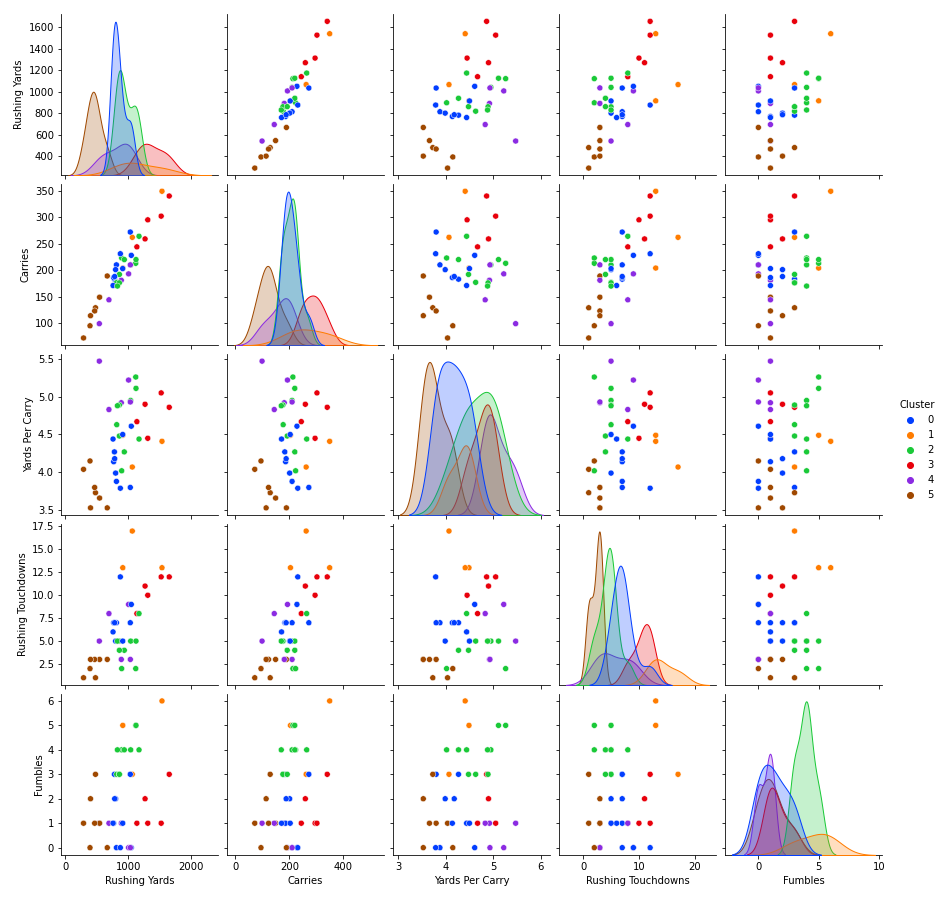 Rushing Yards
1600
1400
1200
1000
800
600
400
Carries
350
300
250
200
150
100
Yards Per Carry
5.5
5.0
4.5
4.0
3.5
Rushing Touchdowns
17.5
15.0
12.5
10.0
7.5
5.0
2.5
Fumbles
6
5
4
3
2
1
0
0 1000 2000
Rushing Yards
0 200 400
Carries
3 4 5 6
Yards Per Carry
0 10 20
Rushing Touchdowns
0 5 10
Fumbles
Cluster
0
1
2
3
4
5